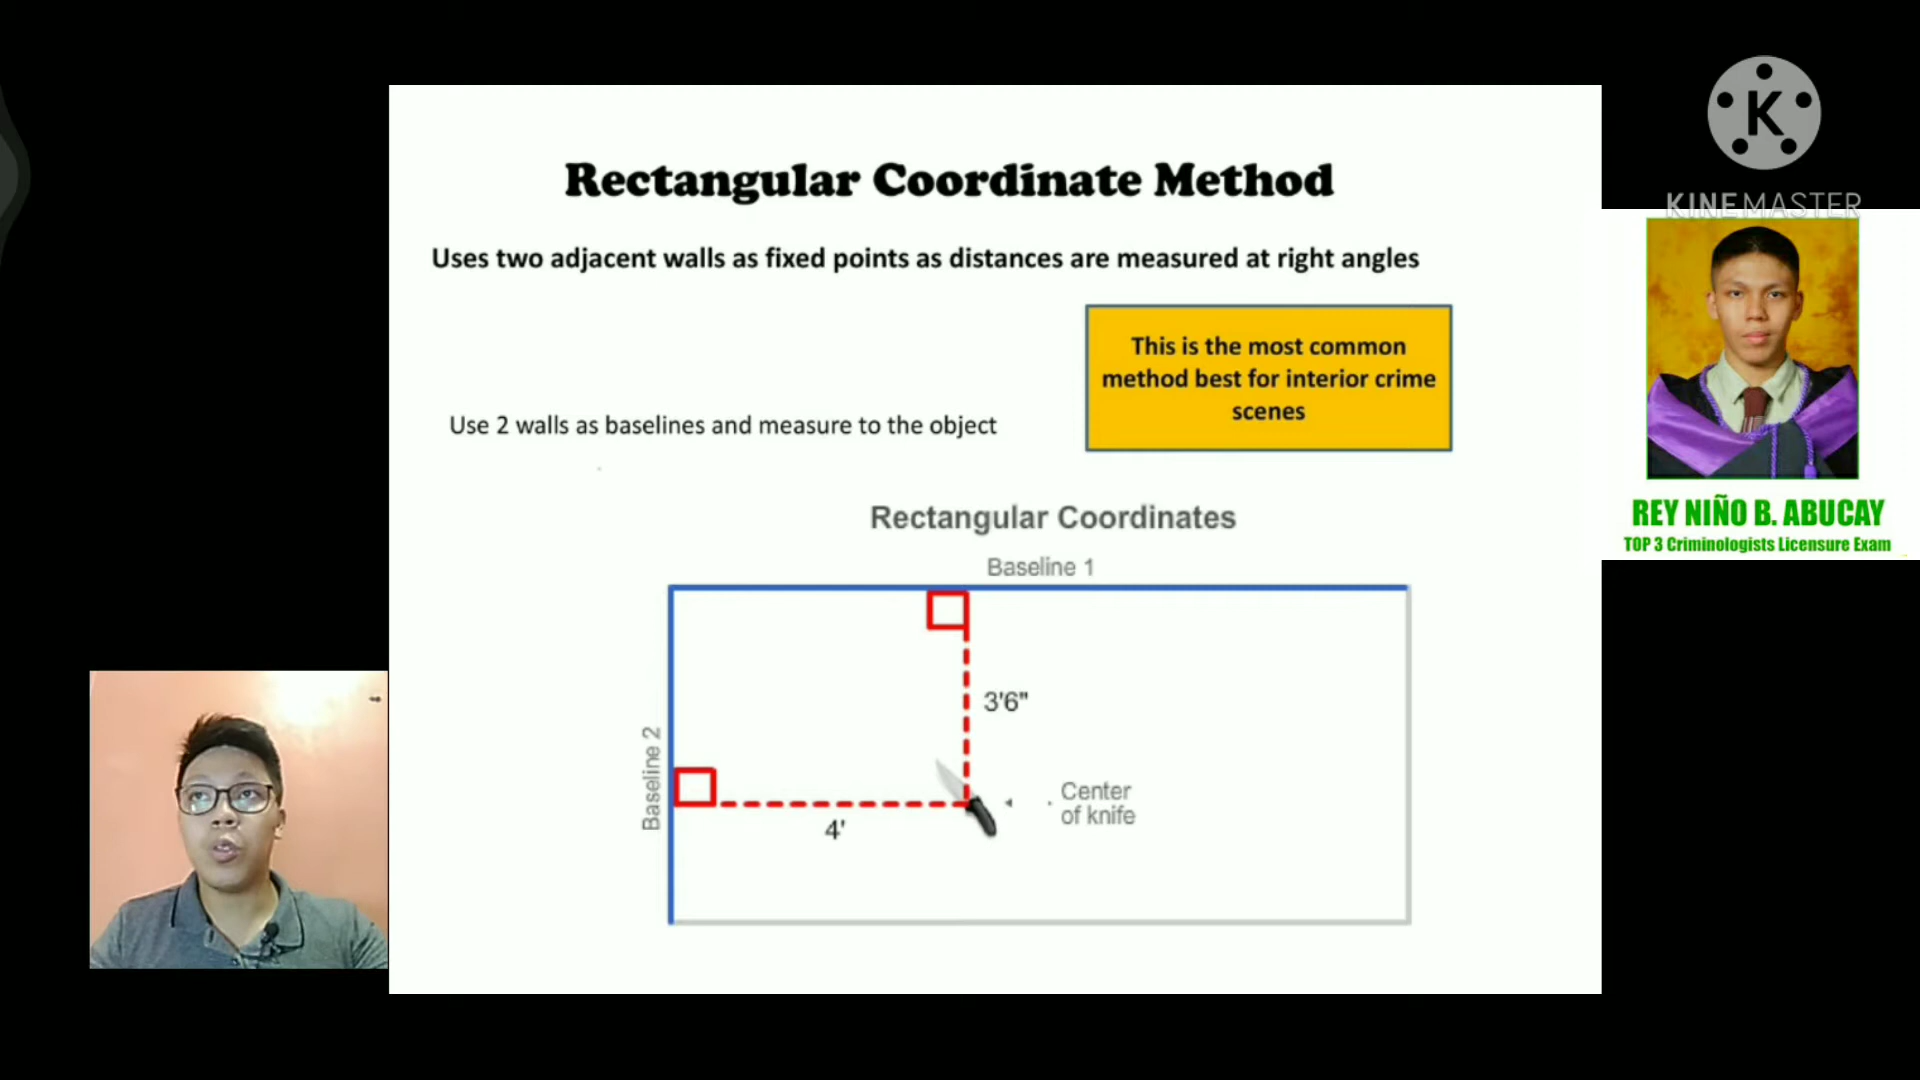 Rectangular Coordinate Method
Uses two adjacent walls as fixed points as distances are measured at right angles
This is the most common
method best for interior crime
scenes
Use 2 walls as baselines and measure to the object
Rectangular Coordinates
Baseline 1
Baseline 2
3'6"
4'
Center
of knife
K
KINEMASTER
REY NIÑO B. ABUCAY
TOP 3 Criminologists Licensure Exam